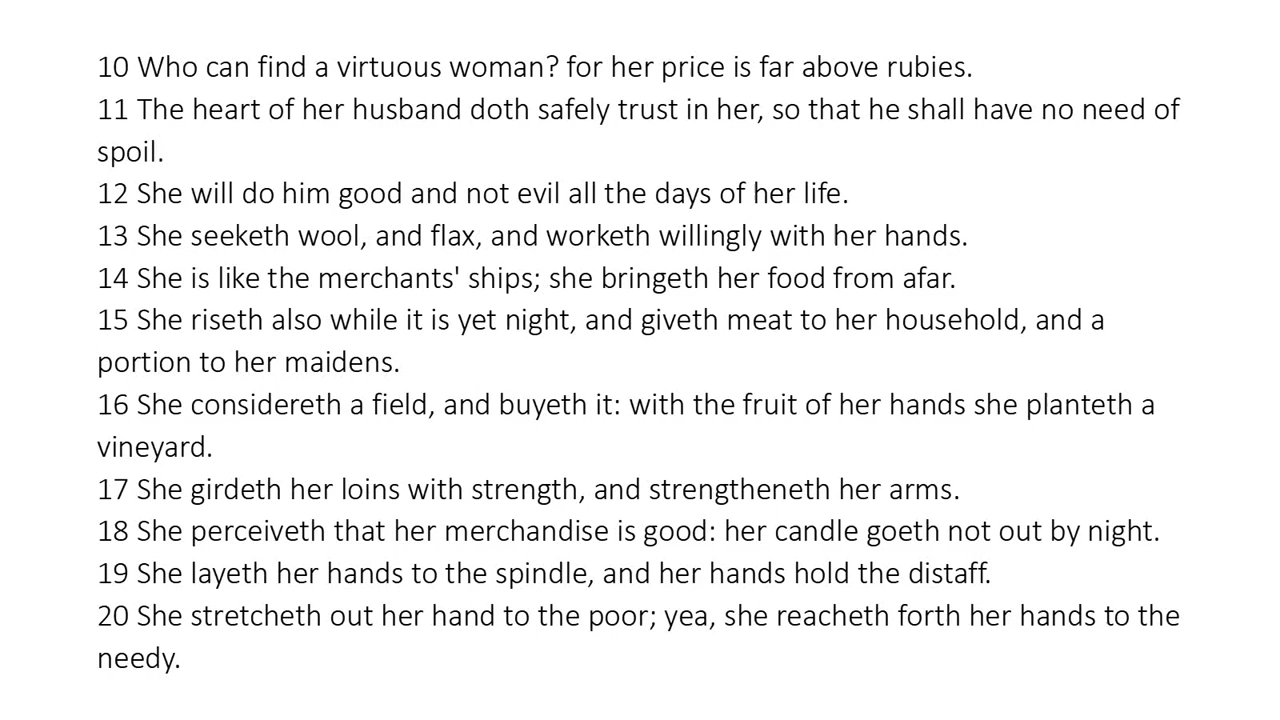 10 Who can find a virtuous woman? for her price is far above rubies.
11 The heart of her husband doth safely trust in her, so that he shall have no need of
spoil.
12 She will do him good and not evil all the days of her life.
13 She seeketh wool, and flax, and worketh willingly with her hands.
14 She is like the merchants' ships; she bringeth her food from afar.
15 She riseth also while it is yet night, and giveth meat to her household, and a
portion to her maidens.
16 She considereth a field, and buyeth it: with the fruit of her hands she planteth a
vineyard.
17 She girdeth her loins with strength, and strengtheneth her arms.
18 She perceiveth that her merchandise is good: her candle goeth not out by night.
19 She layeth her hands to the spindle, and her hands hold the distaff.
20 She stretcheth out her hand to the poor; yea, she reacheth forth her hands to the
needy.